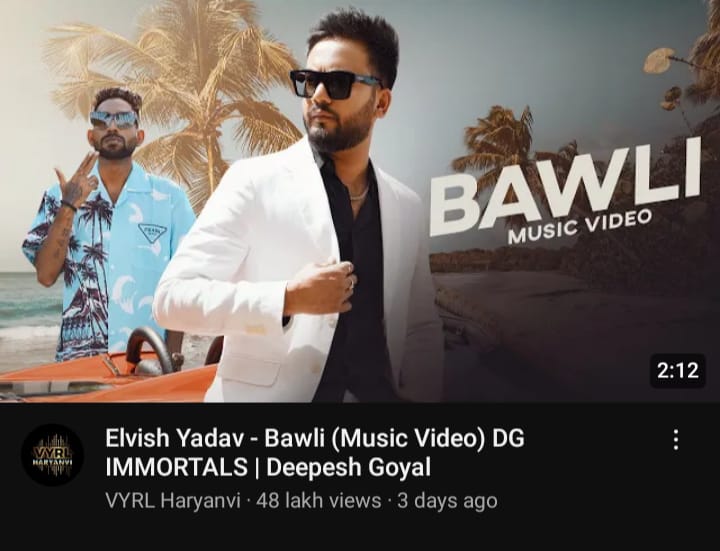 BAWLI
MUSIC VIDEO
2:12
VYRL
HARYANVI
Elvish Yadav - Bawli (Music Video) DG
IMMORTALS | Deepesh Goyal
VYRL Haryanvi · 48 lakh views · 3 days ago